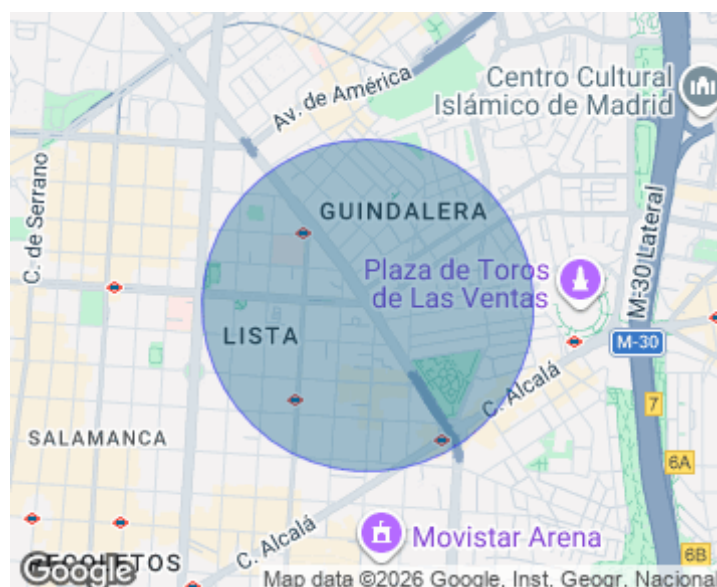 Av. de América
Centro Cultural
Islámico de Madrid
C. de Serrano
GUINDALERA
Plaza de Toros
de Las Ventas
M-30 Lateral
LISTA
M-30
C. Alcalá
7
SALAMANCA
6A
Movistar Arena
C. Alcalá
6B
Google
Map data ©2026 Google, Inst. Geogr. Nacional